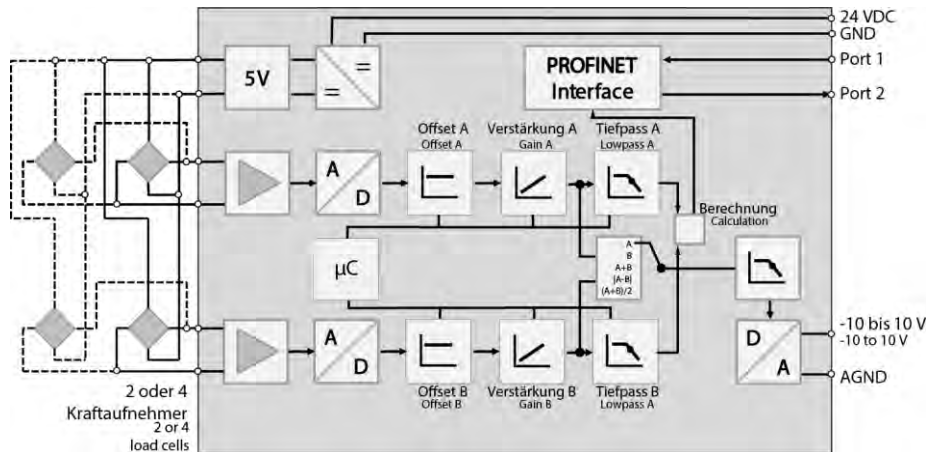 24 VDC
GND
Port 1
Port 2
5V
=
=
PROFINET
Interface
Offset A
Offset A
Verstärkung A
Gain A
Tiefpass A
Lowpass A
A
D
Berechnung
Calculation
µC
A
B
A+B
|A-B|
(A+B)/2
A
D
Offset B
Offset B
Verstärkung B
Gain B
Tiefpass B
Lowpass A
D
A
-10 bis 10 V
-10 to 10 V
AGND
2 oder 4
Kraftaufnehmer
2 or 4
load cells